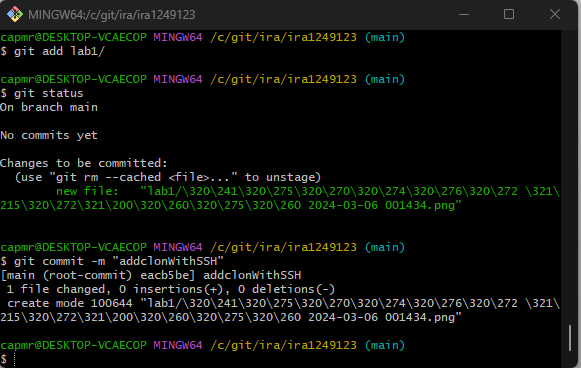 MINGW64:/c/git/ira/ira1249123
capmr@DESKTOP-VCAECOP MINGW64 /c/git/ira/ira1249123 (main)
$ git add lab1/
capmr@DESKTOP-VCAECOP MINGW64 /c/git/ira/ira1249123 (main)
$ git status
On branch main
No commits yet
Changes to be committed:
(use "git rm --cached <file>..." to unstage)
new file:   "lab1/\320\241\320\275\320\270\320\274\320\276\320\272 \321\
215\320\272\321\200\320\260\320\275\320\260 2024-03-06 001434.png"
capmr@DESKTOP-VCAECOP MINGW64 /c/git/ira/ira1249123 (main)
$ git commit -m "addclonWithSSH"
[main (root-commit) eacb5be] addclonWithSSH
1 file changed, 0 insertions(+), 0 deletions(-)
create mode 100644 "lab1/\320\241\320\275\320\270\320\274\320\276\320\272 \321\
215\320\272\321\200\320\260\320\275\320\260 2024-03-06 001434.png"
capmr@DESKTOP-VCAECOP MINGW64 /c/git/ira/ira1249123 (main)
$